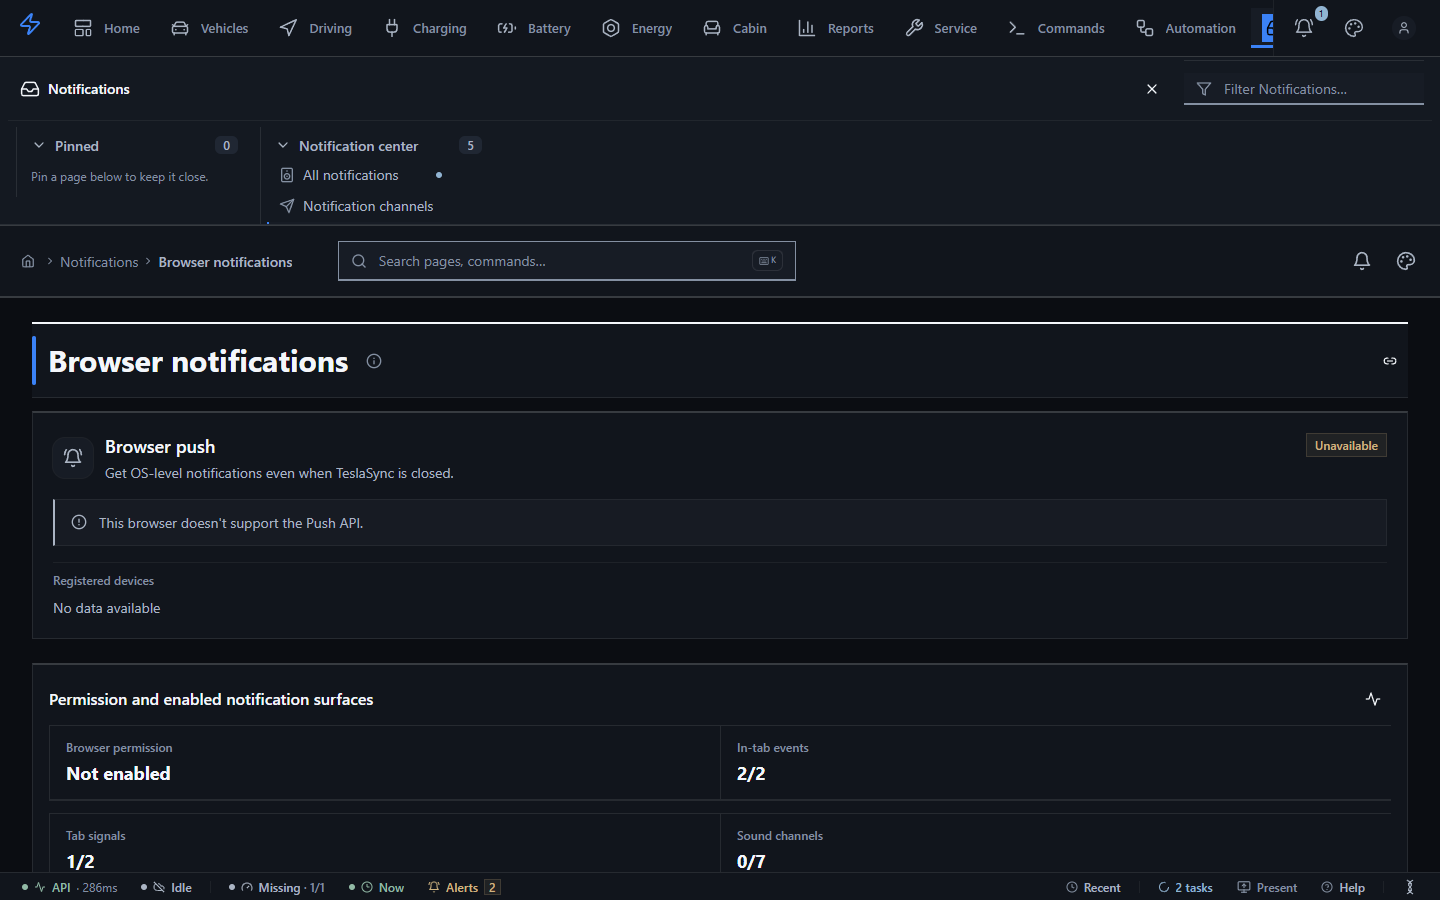 Home
Vehicles
Driving
Charging
Battery
Energy
Cabin
Reports
Service
Commands
Automation
1
Notifications
Filter Notifications...
Pinned
0
Notification center
5
Pin a page below to keep it close.
All notifications
Notification channels
Notifications
Browser notifications
Search pages, commands...
K
Browser notifications
Browser push
Unavailable
Get OS-level notifications even when TeslaSync is closed.
This browser doesn't support the Push API.
Registered devices
No data available
Permission and enabled notification surfaces
Browser permission
Not enabled
In-tab events
2/2
Tab signals
1/2
Sound channels
0/7
API · 286ms
Idle
Missing · 1/1
Now
Alerts 2
Recent
2 tasks
Present
Help